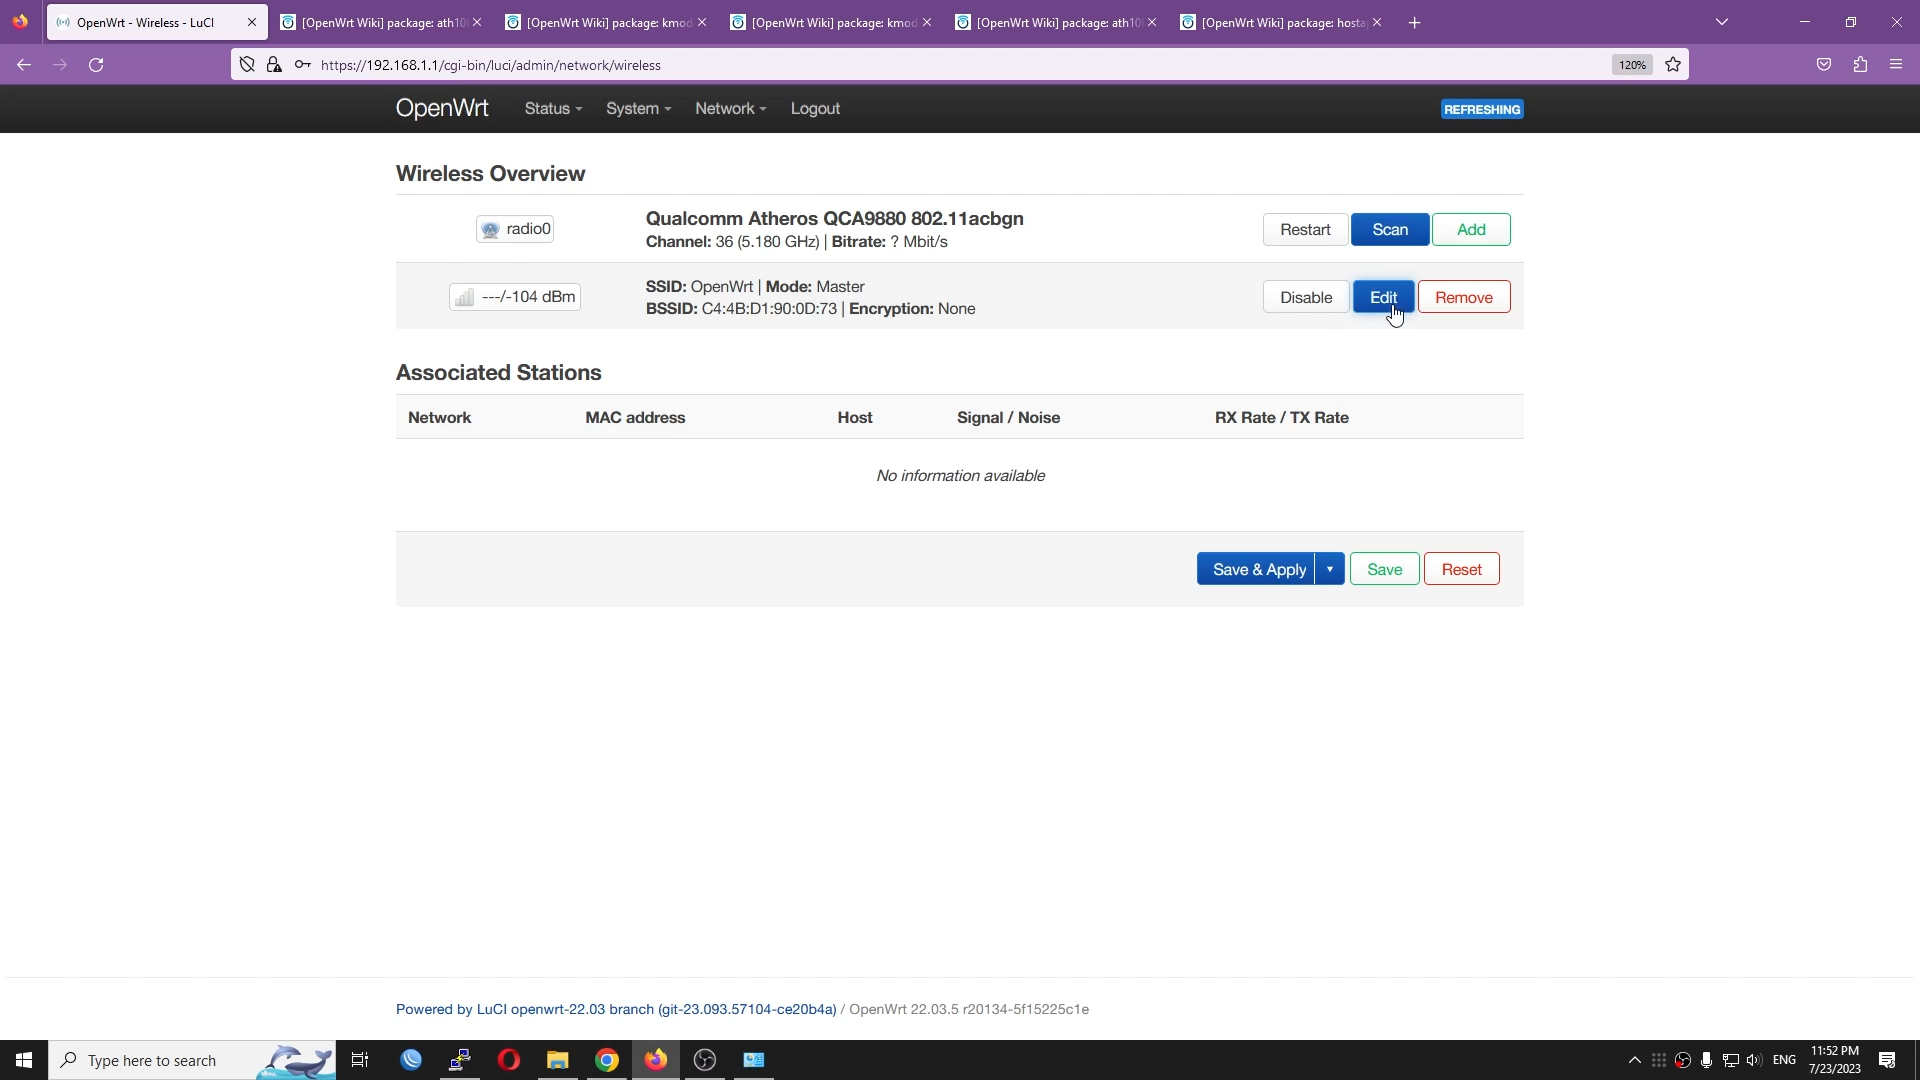 OpenWrt - Wireless - LuCI
[OpenWrt Wiki] package: ath10
[OpenWrt Wiki] package: kmod
[OpenWrt Wiki] package: kmod
[OpenWrt Wiki] package: ath10
[OpenWrt Wiki] package: hosta
https://192.168.1.1/cgi-bin/luci/admin/network/wireless
120%
OpenWrt Status System Network Logout
REFRESHING
Wireless Overview
radio0
Qualcomm Atheros QCA9880 802.11acbgn
Channel: 36 (5.180 GHz) | Bitrate: ? Mbit/s
Restart Scan Add
---/-104 dBm
SSID: OpenWrt | Mode: Master
BSSID: C4:4B:D1:90:0D:73 | Encryption: None
Disable Edit Remove
Associated Stations
Network MAC address Host Signal / Noise RX Rate / TX Rate
No information available
Save & Apply Save Reset
Powered by LuCI openwrt-22.03 branch (git-23.093.57104-ce20b4a) / OpenWrt 22.03.5 r20134-5f15225c1e
Type here to search
ENG
11:52 PM
7/23/2023